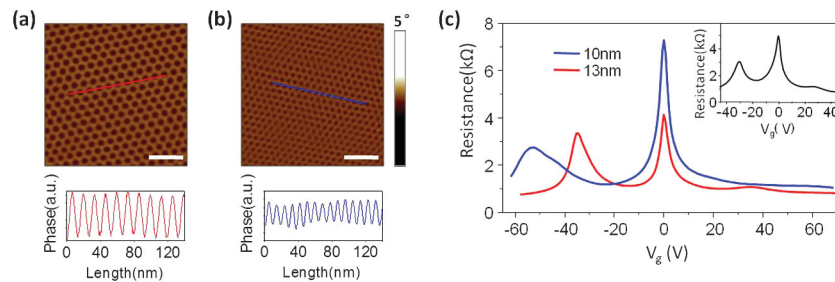 (a)
(b)
5°
Phase(a.u.)
0 40 80 120
Length(nm)
Phase(a.u.)
0 40 80 120
Length(nm)
(c)
8
6
4
2
0
Resistance(kΩ)
10nm
13nm
-60 -40 -20 0 20 40 60
Vg (V)
6
4
2
0
Resistance(kΩ)
-40 -20 0 20 40
Vg( V)